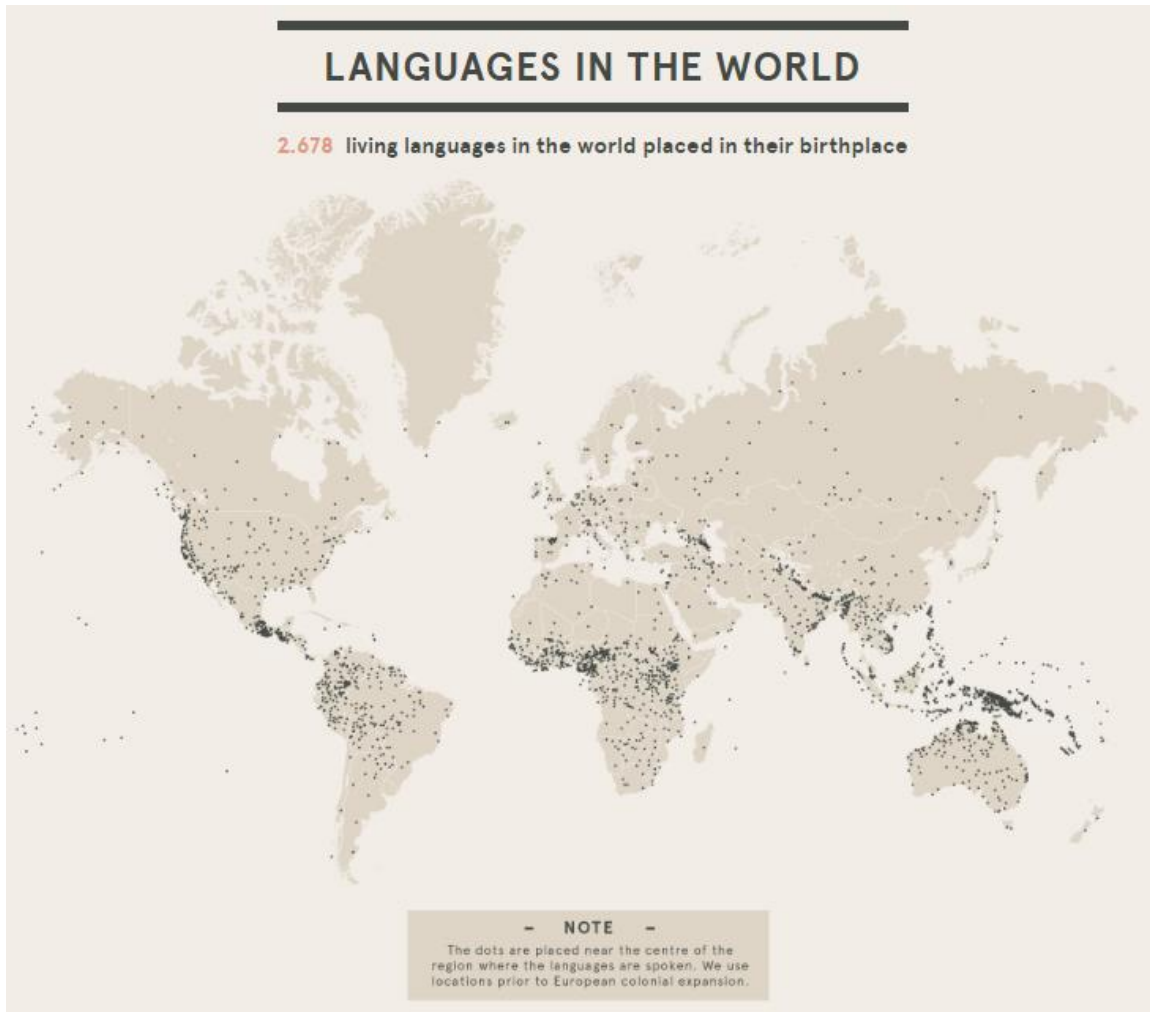 LANGUAGES IN THE WORLD
2.678 living languages in the world placed in their birthplace
– NOTE –
The dots are placed near the centre of the
region where the languages are spoken. We use
locations prior to European colonial expansion.